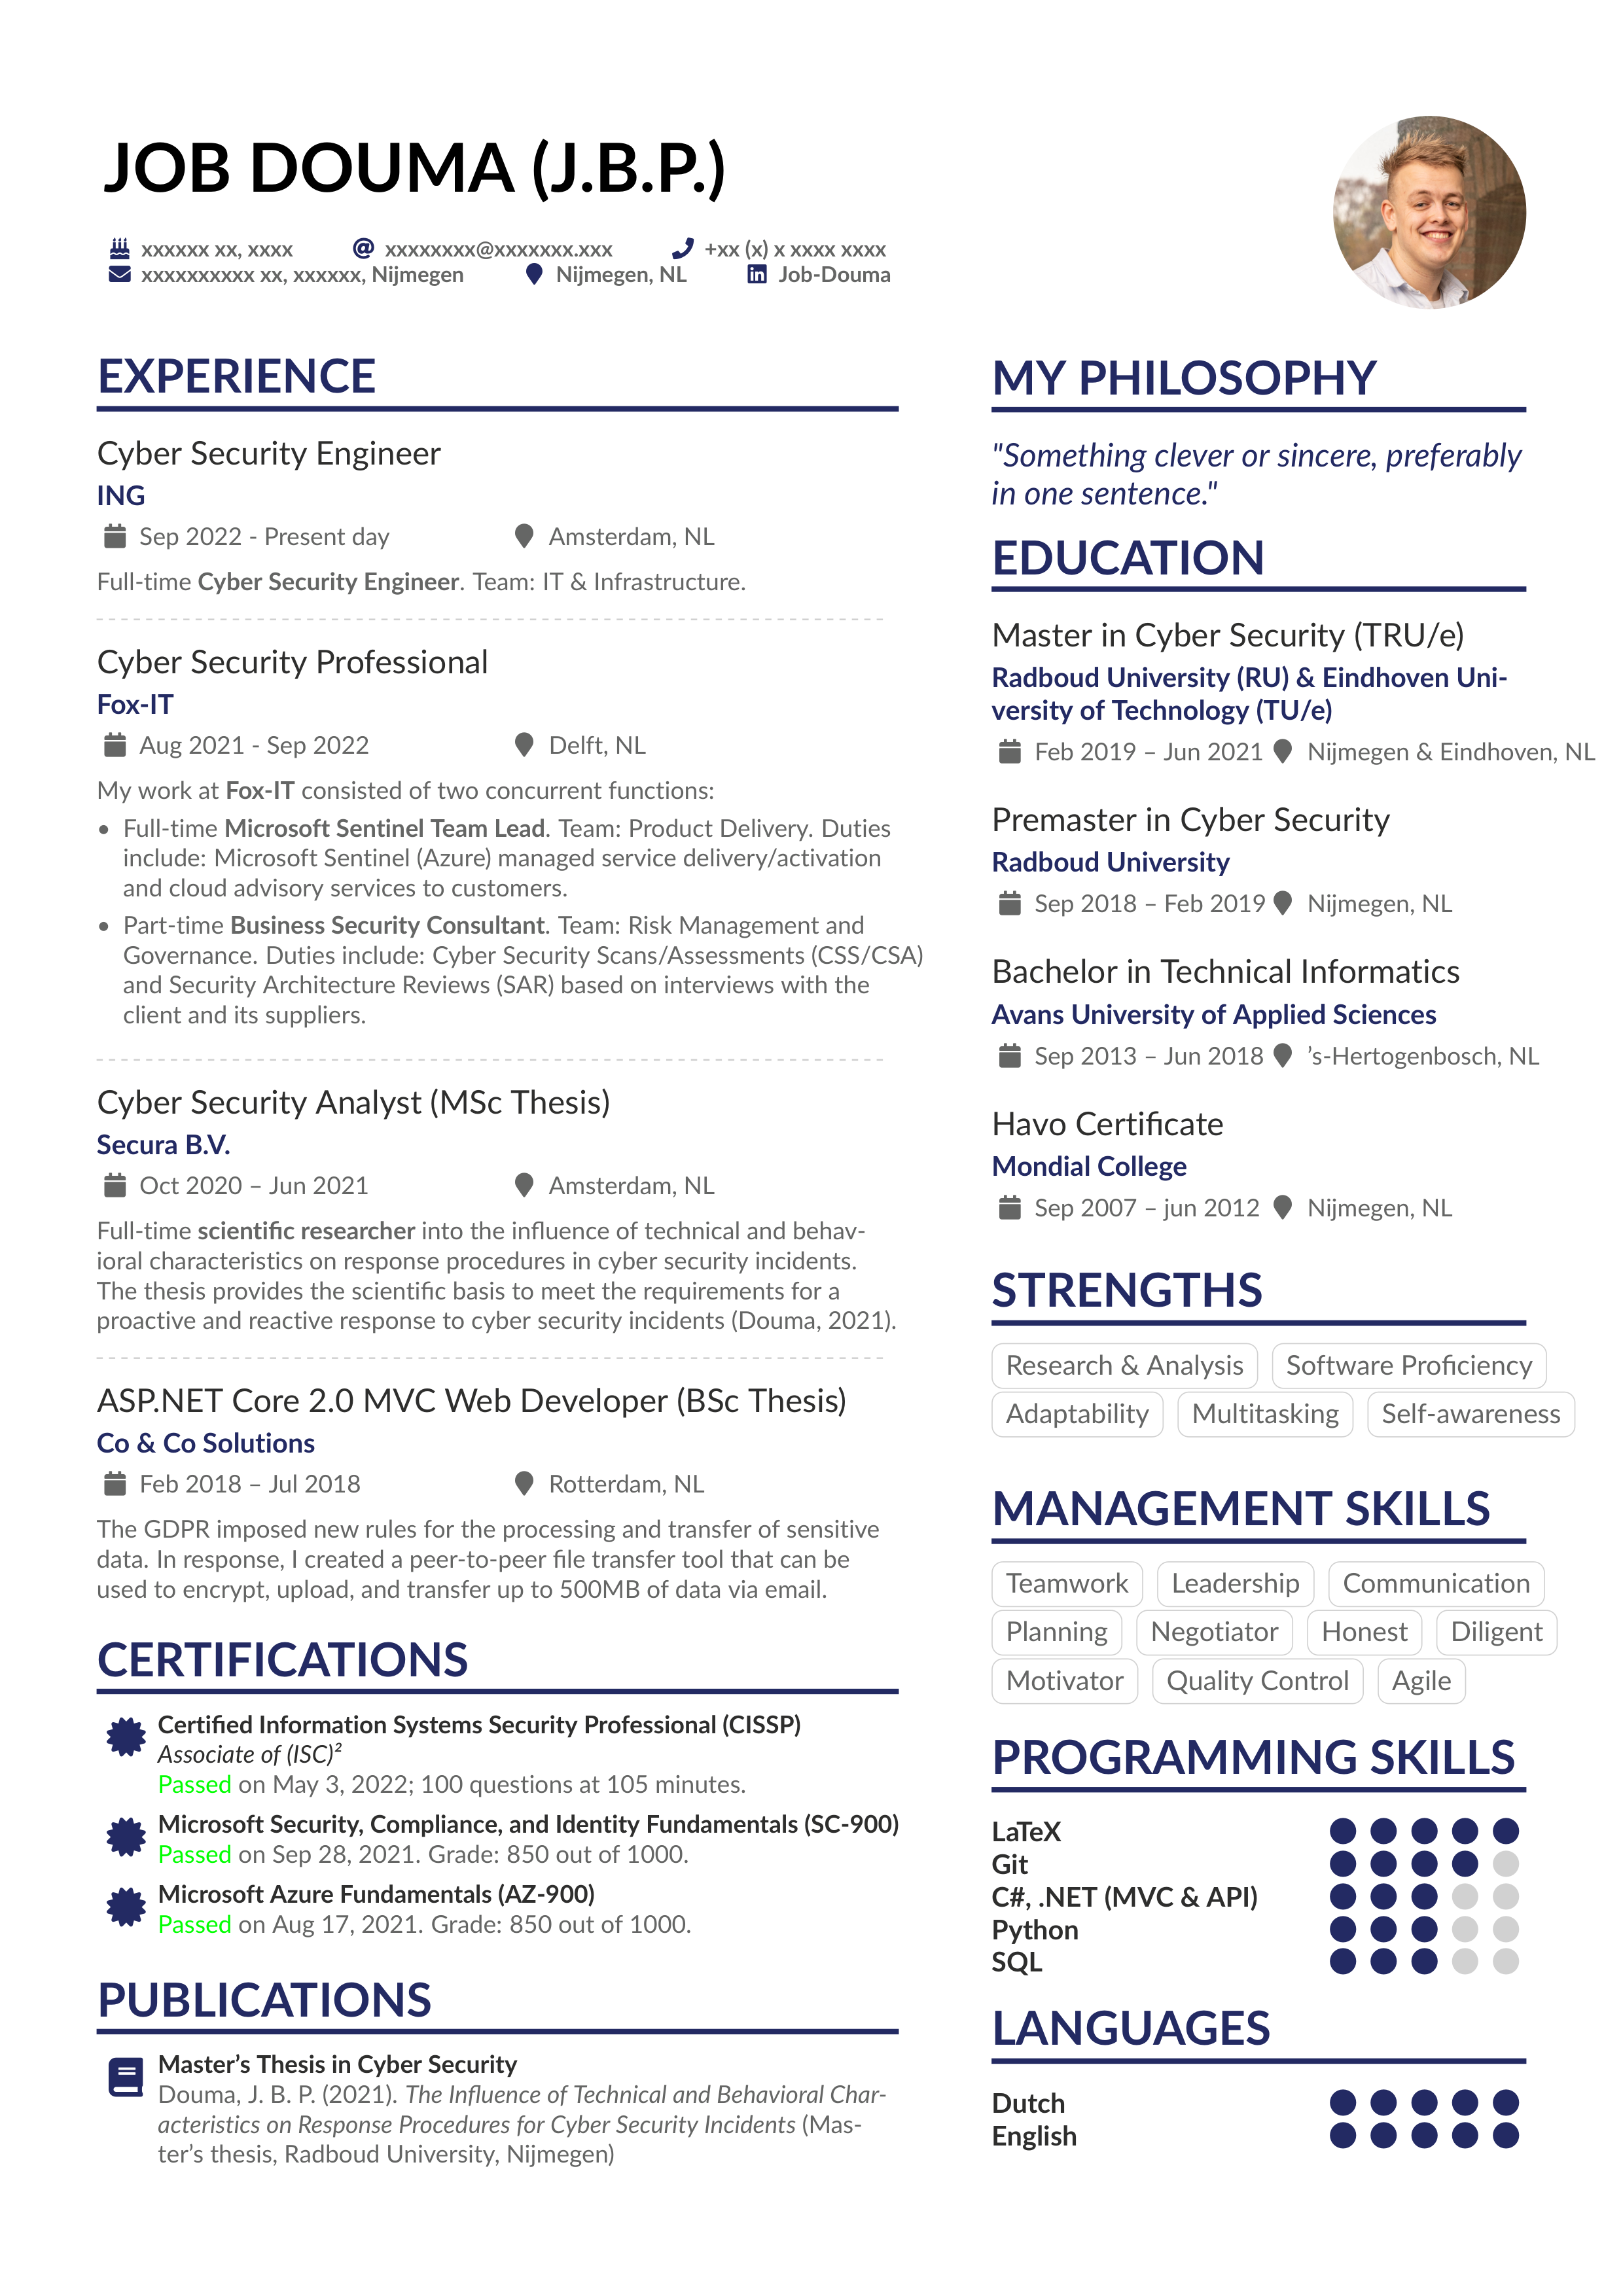 JOB DOUMA (J.B.P.)
xxxxxx xx, xxxx xxxxxxxx@xxxxxxx.xxx +xx (x) x xxxx xxxx
xxxxxxxxxx xx, xxxxxx, Nijmegen Nijmegen, NL Job-Douma
EXPERIENCE
Cyber Security Engineer
ING
Sep 2022 - Present day Amsterdam, NL
Full-time Cyber Security Engineer. Team: IT & Infrastructure.
Cyber Security Professional
Fox-IT
Aug 2021 - Sep 2022 Delft, NL
My work at Fox-IT consisted of two concurrent functions:
• Full-time Microsoft Sentinel Team Lead. Team: Product Delivery. Duties
include: Microsoft Sentinel (Azure) managed service delivery/activation
and cloud advisory services to customers.
• Part-time Business Security Consultant. Team: Risk Management and
Governance. Duties include: Cyber Security Scans/Assessments (CSS/CSA)
and Security Architecture Reviews (SAR) based on interviews with the
client and its suppliers.
Cyber Security Analyst (MSc Thesis)
Secura B.V.
Oct 2020 – Jun 2021 Amsterdam, NL
Full-time scientific researcher into the influence of technical and behav-
ioral characteristics on response procedures in cyber security incidents.
The thesis provides the scientific basis to meet the requirements for a
proactive and reactive response to cyber security incidents (Douma, 2021).
ASP.NET Core 2.0 MVC Web Developer (BSc Thesis)
Co & Co Solutions
Feb 2018 – Jul 2018 Rotterdam, NL
The GDPR imposed new rules for the processing and transfer of sensitive
data. In response, I created a peer-to-peer file transfer tool that can be
used to encrypt, upload, and transfer up to 500MB of data via email.
CERTIFICATIONS
Certified Information Systems Security Professional (CISSP)
Associate of (ISC)²
Passed on May 3, 2022; 100 questions at 105 minutes.
Microsoft Security, Compliance, and Identity Fundamentals (SC-900)
Passed on Sep 28, 2021. Grade: 850 out of 1000.
Microsoft Azure Fundamentals (AZ-900)
Passed on Aug 17, 2021. Grade: 850 out of 1000.
PUBLICATIONS
Master's Thesis in Cyber Security
Douma, J. B. P. (2021). The Influence of Technical and Behavioral Char-
acteristics on Response Procedures for Cyber Security Incidents (Mas-
ter's thesis, Radboud University, Nijmegen)
MY PHILOSOPHY
"Something clever or sincere, preferably
in one sentence."
EDUCATION
Master in Cyber Security (TRU/e)
Radboud University (RU) & Eindhoven Uni-
versity of Technology (TU/e)
Feb 2019 – Jun 2021 Nijmegen & Eindhoven, NL
Premaster in Cyber Security
Radboud University
Sep 2018 – Feb 2019 Nijmegen, NL
Bachelor in Technical Informatics
Avans University of Applied Sciences
Sep 2013 – Jun 2018 's-Hertogenbosch, NL
Havo Certificate
Mondial College
Sep 2007 – jun 2012 Nijmegen, NL
STRENGTHS
Research & Analysis Software Proficiency
Adaptability Multitasking Self-awareness
MANAGEMENT SKILLS
Teamwork Leadership Communication
Planning Negotiator Honest Diligent
Motivator Quality Control Agile
PROGRAMMING SKILLS
LaTeX
Git
C#, .NET (MVC & API)
Python
SQL
LANGUAGES
Dutch
English